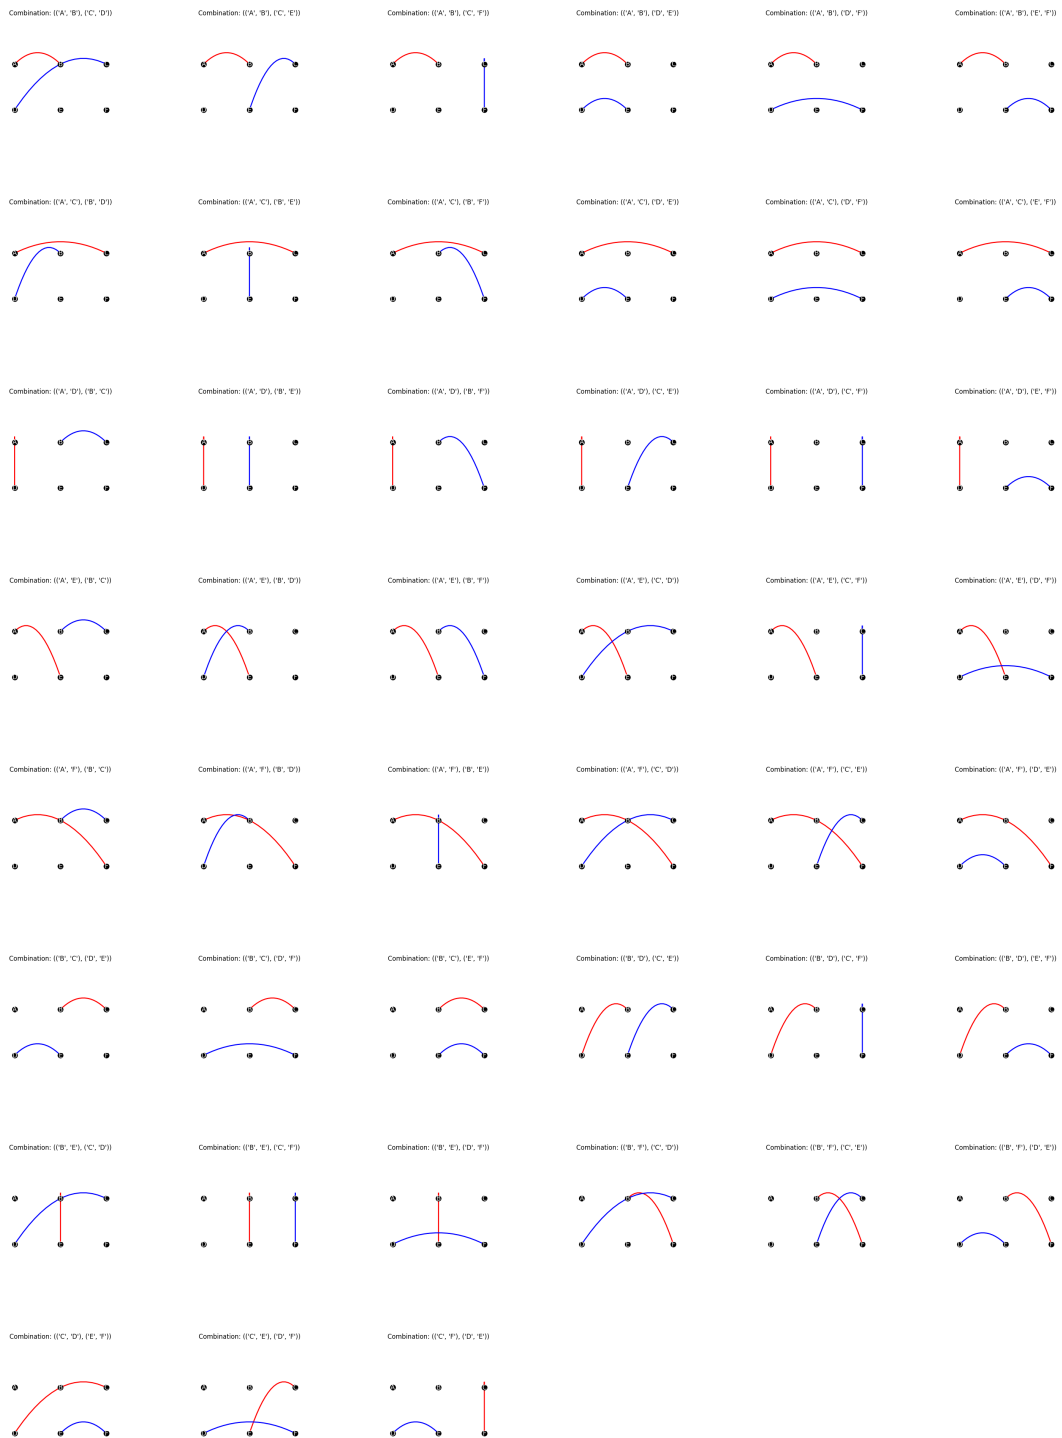 Combination: (('A', 'B'), ('C', 'D'))
Combination: (('A', 'B'), ('C', 'E'))
Combination: (('A', 'B'), ('C', 'F'))
Combination: (('A', 'B'), ('D', 'E'))
Combination: (('A', 'B'), ('D', 'F'))
Combination: (('A', 'B'), ('E', 'F'))
A B C
A B C
A B C
A B C
A B C
A B C
D E F
D E F
D E F
D E F
D E F
D E F
Combination: (('A', 'C'), ('B', 'D'))
Combination: (('A', 'C'), ('B', 'E'))
Combination: (('A', 'C'), ('B', 'F'))
Combination: (('A', 'C'), ('D', 'E'))
Combination: (('A', 'C'), ('D', 'F'))
Combination: (('A', 'C'), ('E', 'F'))
A B C
A B C
A B C
A B C
A B C
A B C
D E F
D E F
D E F
D E F
D E F
D E F
Combination: (('A', 'D'), ('B', 'C'))
Combination: (('A', 'D'), ('B', 'E'))
Combination: (('A', 'D'), ('B', 'F'))
Combination: (('A', 'D'), ('C', 'E'))
Combination: (('A', 'D'), ('C', 'F'))
Combination: (('A', 'D'), ('E', 'F'))
A B C
A B C
A B C
A B C
A B C
A B C
D E F
D E F
D E F
D E F
D E F
D E F
Combination: (('A', 'E'), ('B', 'C'))
Combination: (('A', 'E'), ('B', 'D'))
Combination: (('A', 'E'), ('B', 'F'))
Combination: (('A', 'E'), ('C', 'D'))
Combination: (('A', 'E'), ('C', 'F'))
Combination: (('A', 'E'), ('D', 'F'))
A B C
A B C
A B C
A B C
A B C
A B C
D E F
D E F
D E F
D E F
D E F
D E F
Combination: (('A', 'F'), ('B', 'C'))
Combination: (('A', 'F'), ('B', 'D'))
Combination: (('A', 'F'), ('B', 'E'))
Combination: (('A', 'F'), ('C', 'D'))
Combination: (('A', 'F'), ('C', 'E'))
Combination: (('A', 'F'), ('D', 'E'))
A B C
A B C
A B C
A B C
A B C
A B C
D E F
D E F
D E F
D E F
D E F
D E F
Combination: (('B', 'C'), ('D', 'E'))
Combination: (('B', 'C'), ('D', 'F'))
Combination: (('B', 'C'), ('E', 'F'))
Combination: (('B', 'D'), ('C', 'E'))
Combination: (('B', 'D'), ('C', 'F'))
Combination: (('B', 'D'), ('E', 'F'))
A B C
A B C
A B C
A B C
A B C
A B C
D E F
D E F
D E F
D E F
D E F
D E F
Combination: (('B', 'E'), ('C', 'D'))
Combination: (('B', 'E'), ('C', 'F'))
Combination: (('B', 'E'), ('D', 'F'))
Combination: (('B', 'F'), ('C', 'D'))
Combination: (('B', 'F'), ('C', 'E'))
Combination: (('B', 'F'), ('D', 'E'))
A B C
A B C
A B C
A B C
A B C
A B C
D E F
D E F
D E F
D E F
D E F
D E F
Combination: (('C', 'D'), ('E', 'F'))
Combination: (('C', 'E'), ('D', 'F'))
Combination: (('C', 'F'), ('D', 'E'))
A B C
A B C
A B C
D E F
D E F
D E F